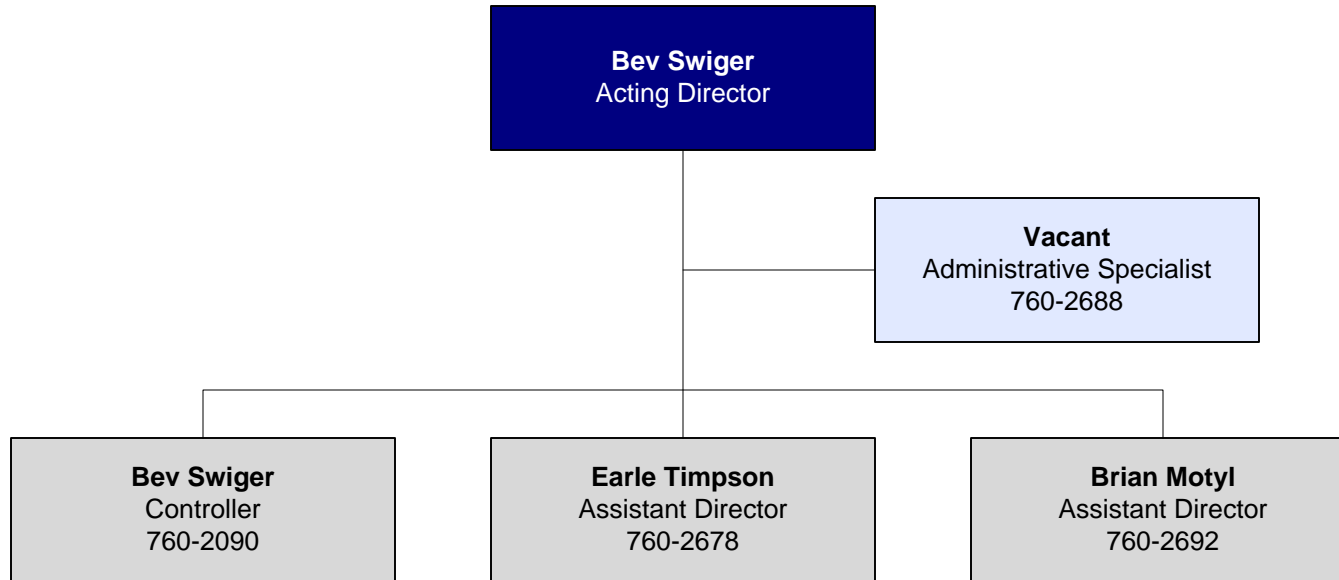 Bev Swiger
Acting Director
Vacant
Administrative Specialist
760-2688
Bev Swiger
Controller
760-2090
Earle Timpson
Assistant Director
760-2678
Brian Motyl
Assistant Director
760-2692